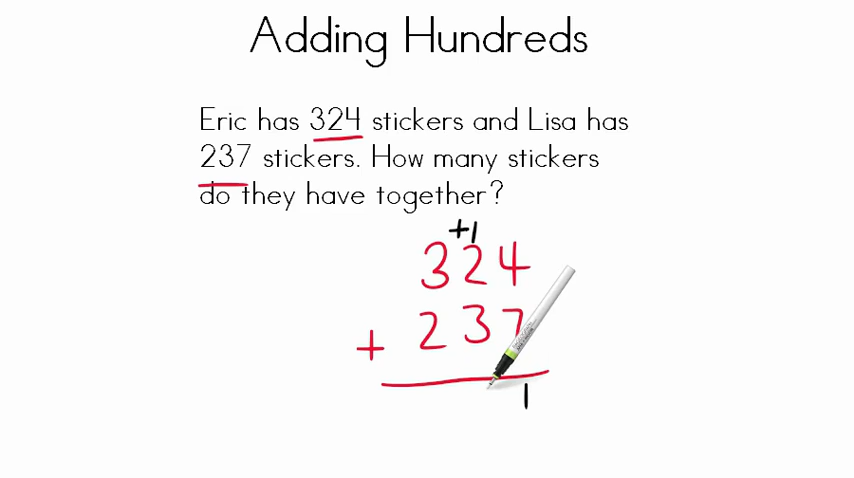 Adding Hundreds
Eric has 324 stickers and Lisa has
237 stickers. How many stickers
do they have together?
+1
324
+ 237
1